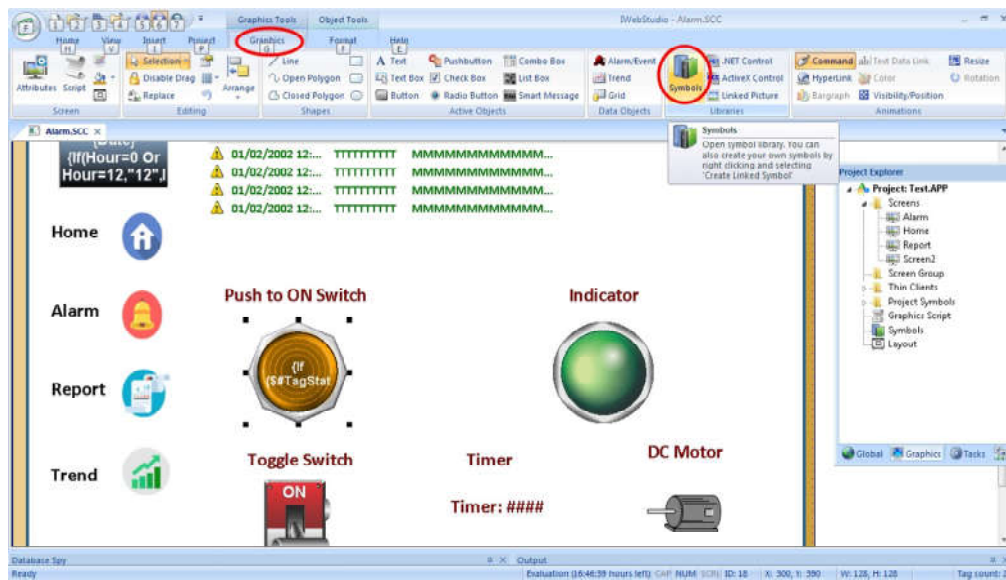 Graphics Tools Object Tools
IWebStudio - Alarm.SCC
Home View Insert Project Graphics Format Help
H V I P G F E
Attributes Script
Selection
Disable Drag
Replace
Arrange
Line
Open Polygon
Closed Polygon
A Text Pushbutton Combo Box
Text Box Check Box List Box
Button Radio Button Smart Message
Alarm/Event
Trend
Grid
Symbols
.NET Control
ActiveX Control
Linked Picture
Command Text Data Link Resize
HyperLink Color Rotation
Bargraph Visibility/Position
Screen Editing Shapes Active Objects Data Objects Libraries Animations
Alarm.SCC
Symbols
Open symbol library. You can
also create your own symbols by
right clicking and selecting
'Create Linked Symbol'
{Date}
{If(Hour=0 Or
Hour=12,"12",I
01/02/2002 12:... TTTTTTTTTT MMMMMMMMMMMM...
01/02/2002 12:... TTTTTTTTTT MMMMMMMMMMMM...
01/02/2002 12:... TTTTTTTTTT MMMMMMMMMMMM...
01/02/2002 12:... TTTTTTTTTT MMMMMMMMMMMM...
Home
Alarm
Report
Trend
Push to ON Switch
Indicator
{If
($#TagStat
Toggle Switch
ON
Timer
Timer: ####
DC Motor
Project Explorer
Project: Test.APP
Screens
Alarm
Home
Report
Screen2
Screen Group
Thin Clients
Project Symbols
Graphics Script
Symbols
Layout
Global Graphics Tasks
Database Spy
Output
Ready
Evaluation (16:46:39 hours left) CAP NUM SCRL ID: 18 X: 300, Y: 390 W: 128, H: 128 Tag count: